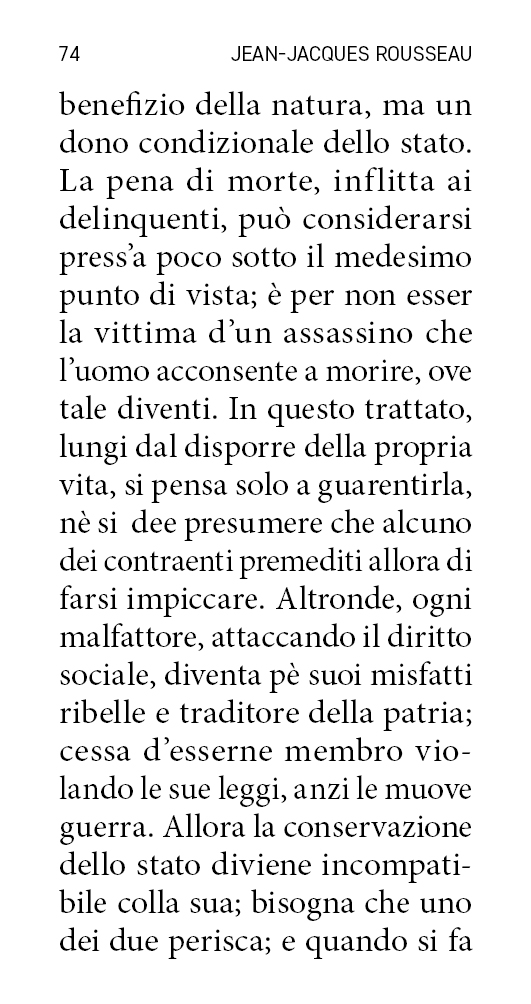 74 JEAN-JACQUES ROUSSEAU
benefizio della natura, ma un
dono condizionale dello stato.
La pena di morte, inflitta ai
delinquenti, può considerarsi
press’a poco sotto il medesimo
punto di vista; è per non esser
la vittima d’un assassino che
l’uomo acconsente a morire, ove
tale diventi. In questo trattato,
lungi dal disporre della propria
vita, si pensa solo a guarentirla,
nè si dee presumere che alcuno
dei contraenti premediti allora di
farsi impiccare. Altronde, ogni
malfattore, attaccando il diritto
sociale, diventa pè suoi misfatti
ribelle e traditore della patria;
cessa d’esserne membro vio-
lando le sue leggi, anzi le muove
guerra. Allora la conservazione
dello stato diviene incompati-
bile colla sua; bisogna che uno
dei due perisca; e quando si fa